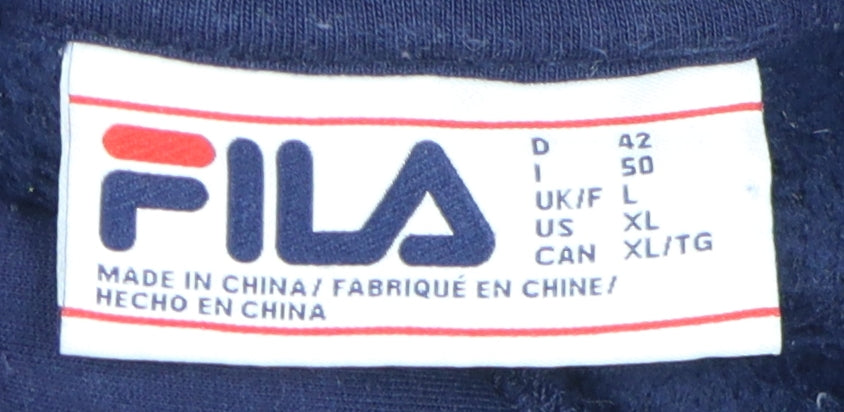 FILA
D 42
I 50
UK/F L
US XL
CAN XL/TG
MADE IN CHINA/ FABRIQUÉ EN CHINE/
HECHO EN CHINA